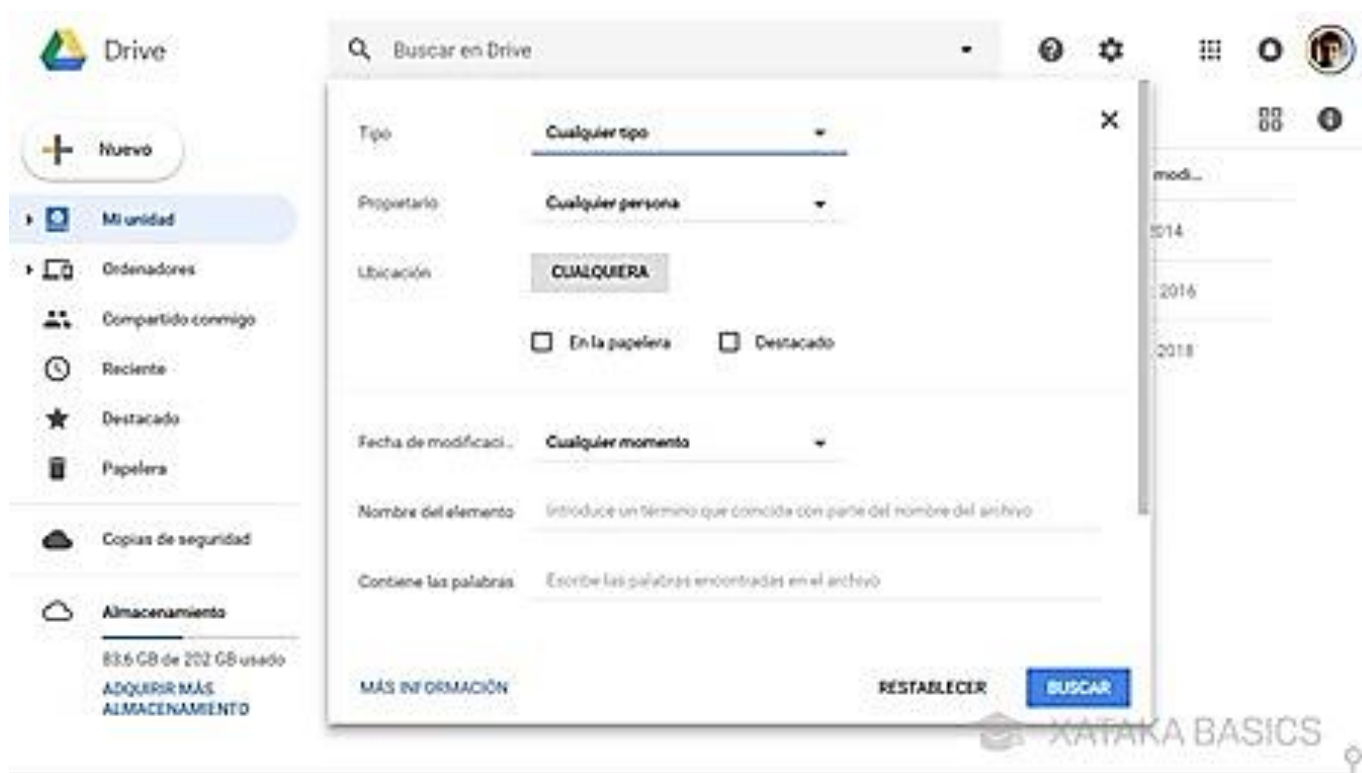 Drive
Buscar en Drive
Nuevo
Mi unidad
Ordenadores
Compartido conmigo
Reciente
Destacado
Papelera
Copias de seguridad
Almacenamiento
83,6 GB de 202 GB usado
ADQUIRIR MÁS
ALMACENAMIENTO
Tipo
Cualquier tipo
Propietario
Cualquier persona
Ubicación
CUALQUIERA
En la papelera
Destacado
Fecha de modificaci...
Cualquier momento
Nombre del elemento
Introduce un término que coincida con parte del nombre del archivo
Contiene las palabras
Escribe las palabras encontradas en el archivo
MÁS INFORMACIÓN
RESTABLECER
BUSCAR
modi...
2014
2016
2018
XATAKA BASICS